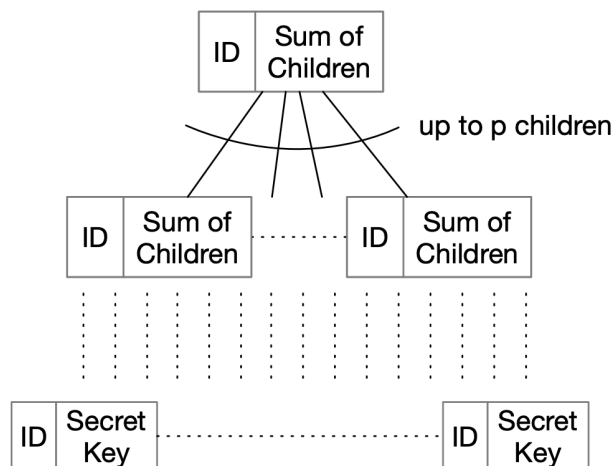 ID
Sum of
Children
up to p children
ID
Sum of
Children
ID
Sum of
Children
ID
Secret
Key
ID
Secret
Key